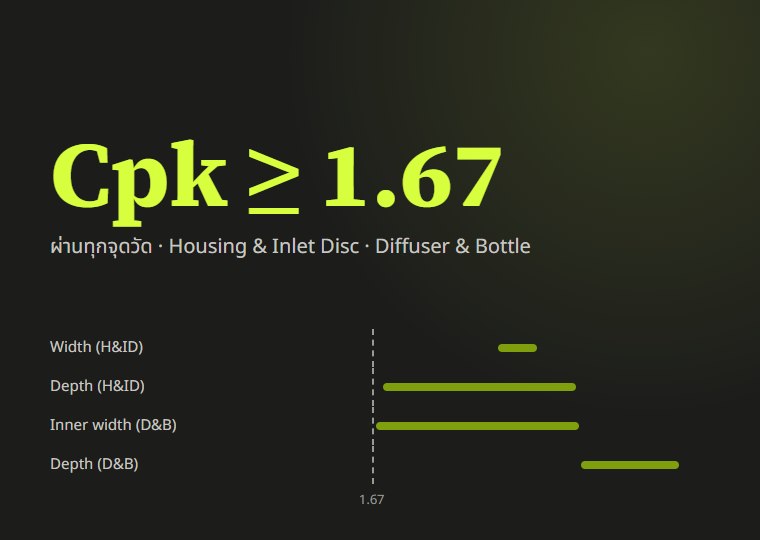 Cpk ≥ 1.67
ผ่านทุกจุดวัด · Housing & Inlet Disc · Diffuser & Bottle
Width (H&ID)
Depth (H&ID)
Inner width (D&B)
Depth (D&B)
1.67